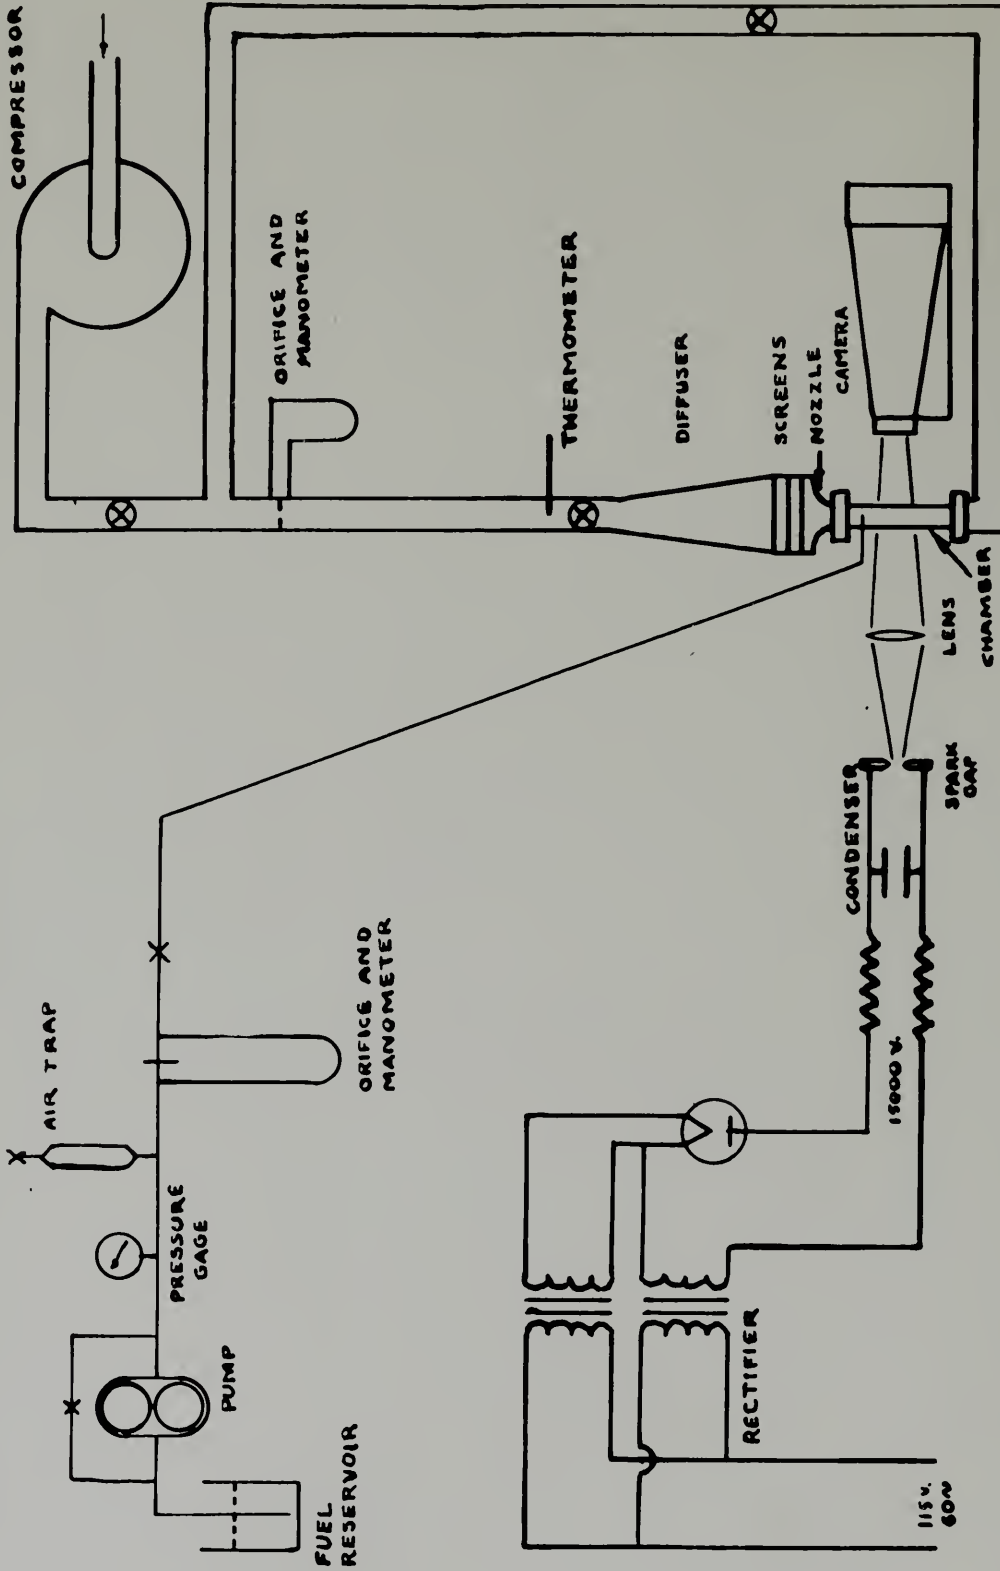 COMPRESSOR
ORIFICE AND
MANOMETER
THERMOMETER
DIFFUSER
SCREENS
NOZZLE
CAMERA
CHAMBER
LENS
SPARK
GAP
CONDENSER
15000 V.
AIR TRAP
ORIFICE AND
MANOMETER
PRESSURE
GAGE
PUMP
FUEL
RESERVOIR
RECTIFIER
115 V.
60~